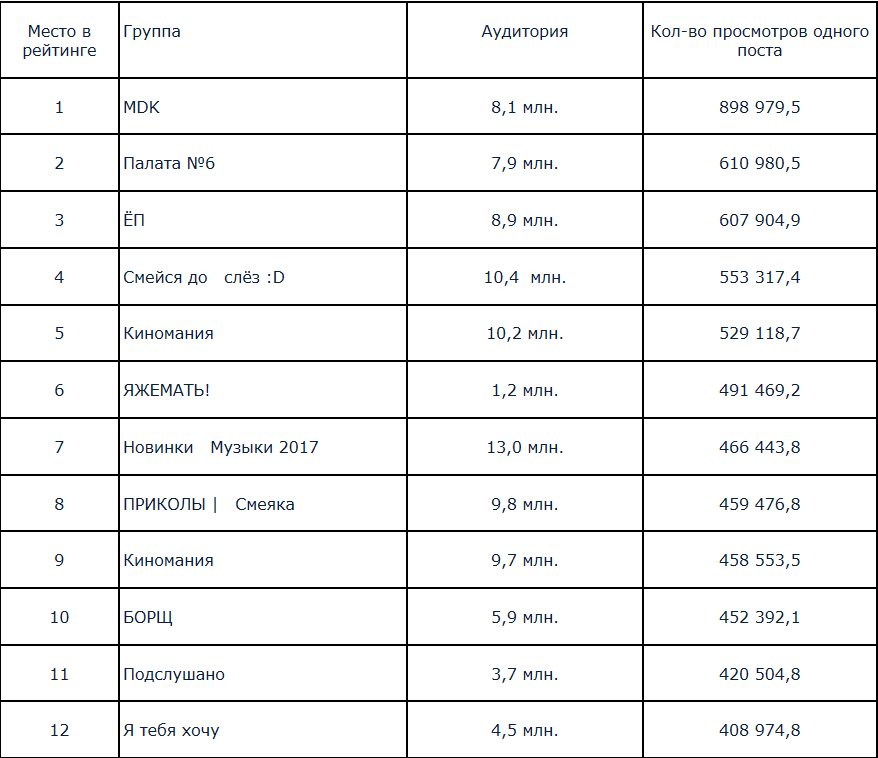 Место в рейтинге Группа Аудитория Кол-во просмотров одного поста
1 MDK 8,1 млн. 898 979,5
2 Палата №6 7,9 млн. 610 980,5
3 ЁП 8,9 млн. 607 904,9
4 Смейся до слёз :D 10,4 млн. 553 317,4
5 Киномания 10,2 млн. 529 118,7
6 ЯЖЕМАТЬ! 1,2 млн. 491 469,2
7 Новинки Музыки 2017 13,0 млн. 466 443,8
8 ПРИКОЛЫ | Смеяка 9,8 млн. 459 476,8
9 Киномания 9,7 млн. 458 553,5
10 БОРЩ 5,9 млн. 452 392,1
11 Подслушано 3,7 млн. 420 504,8
12 Я тебя хочу 4,5 млн. 408 974,8